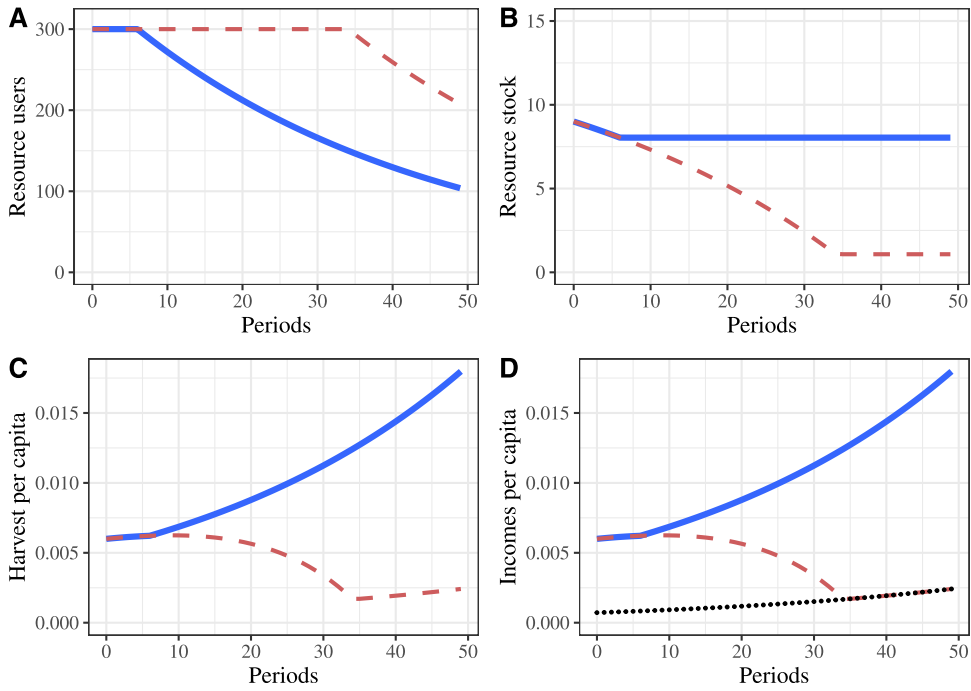 A
Resource users
300
200
100
0
0 10 20 30 40 50
Periods
B
Resource stock
15
10
5
0
0 10 20 30 40 50
Periods
C
Harvest per capita
0.015
0.010
0.005
0.000
0 10 20 30 40 50
Periods
D
Incomes per capita
0.015
0.010
0.005
0.000
0 10 20 30 40 50
Periods